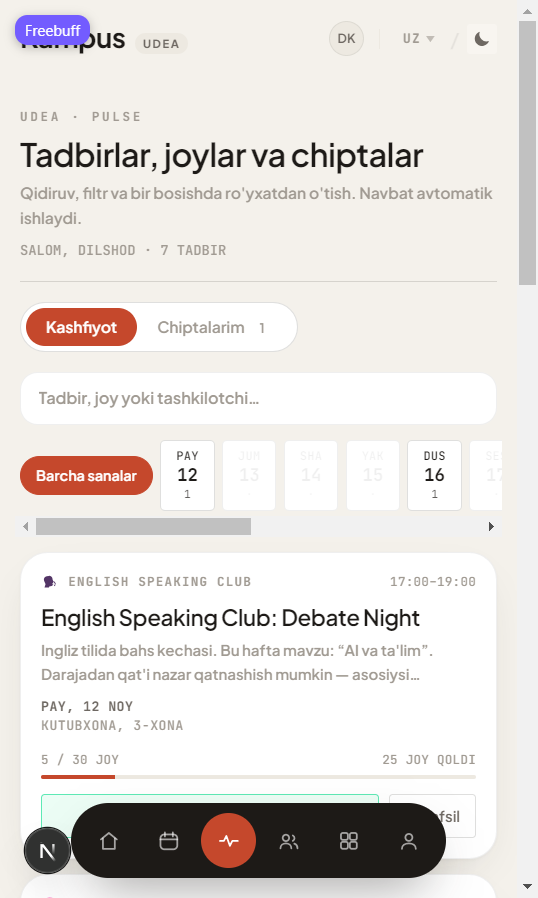 Freebuff
UDEA
DK
UZ
/
UDEA · PULSE
Tadbirlar, joylar va chiptalar
Qidiruv, filtr va bir bosishda ro'yxatdan o'tish. Navbat avtomatik
ishlaydi.
SALOM, DILSHOD · 7 TADBIR
Kashfiyot
Chiptalarim 1
Tadbir, joy yoki tashkilotchi…
Barcha sanalar
PAY
12
1
JUM
13
SHA
14
YAK
15
DUS
16
1
17
ENGLISH SPEAKING CLUB
17:00–19:00
English Speaking Club: Debate Night
Ingliz tilida bahs kechasi. Bu hafta mavzu: “AI va ta'lim”.
Darajadan qat'i nazar qatnashish mumkin — asosiysi…
PAY, 12 NOY
KUTUBXONA, 3-XONA
5 / 30 JOY
25 JOY QOLDI
N